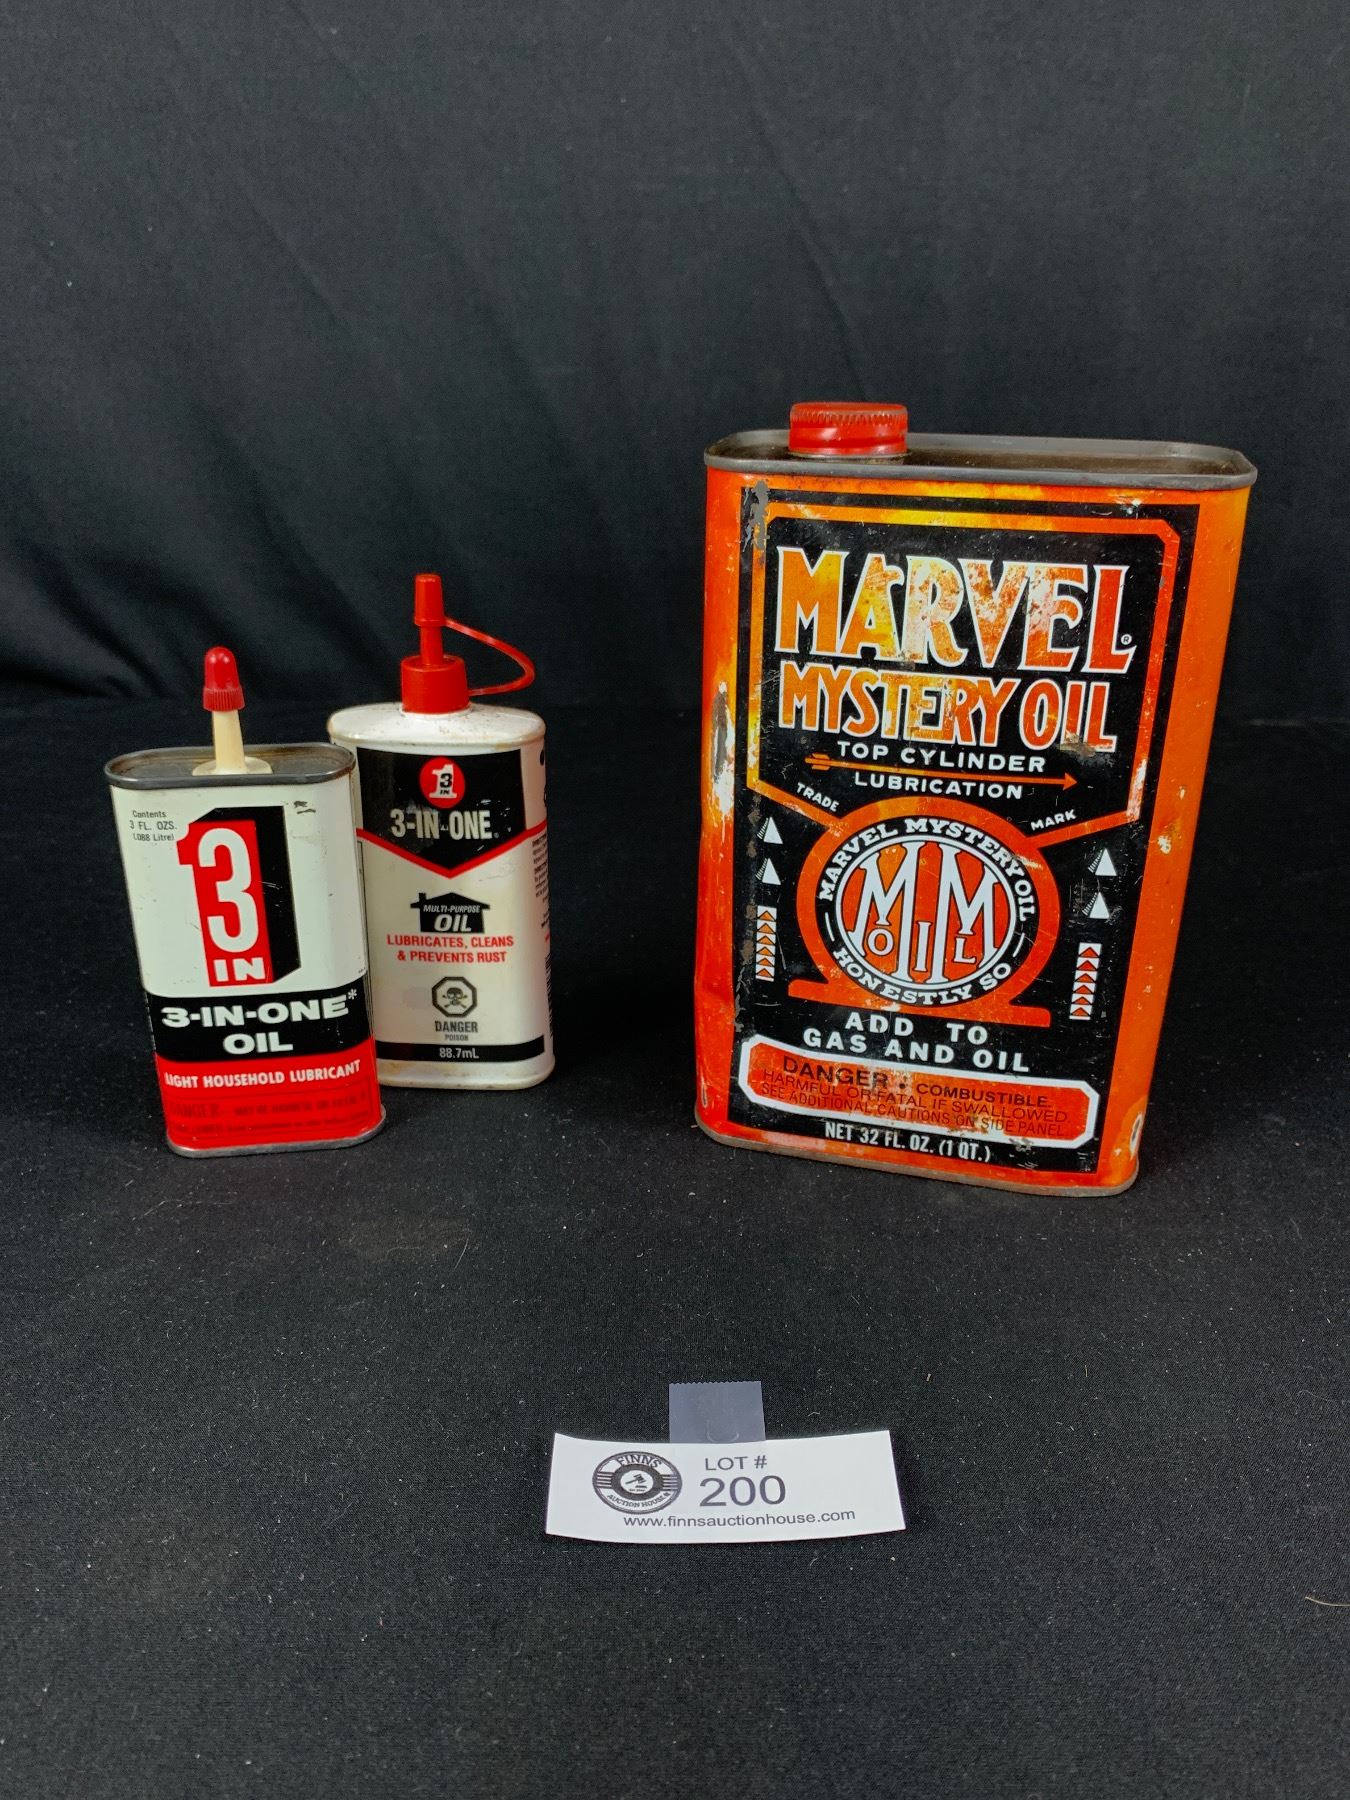 Contents
3 FL. OZS.
(.088 Litre)
3
IN
3-IN-ONE*
OIL
LIGHT HOUSEHOLD LUBRICANT
DANGER
3
IN
3-IN-ONE
MULTI-PURPOSE
OIL
LUBRICATES, CLEANS
& PREVENTS RUST
DANGER
POISON
88.7mL
MARVEL®
MYSTERY OIL
TOP CYLINDER
LUBRICATION
TRADE MARK
MARVEL MYSTERY OIL
MM
OIL
HONESTLY SO
ADD TO
GAS AND OIL
DANGER • COMBUSTIBLE.
HARMFUL OR FATAL IF SWALLOWED.
SEE ADDITIONAL CAUTIONS ON SIDE PANEL.
NET 32 FL. OZ. (1 QT.)
FINNS
AUCTION HOUSE
LOT #
200
www.finnsauctionhouse.com